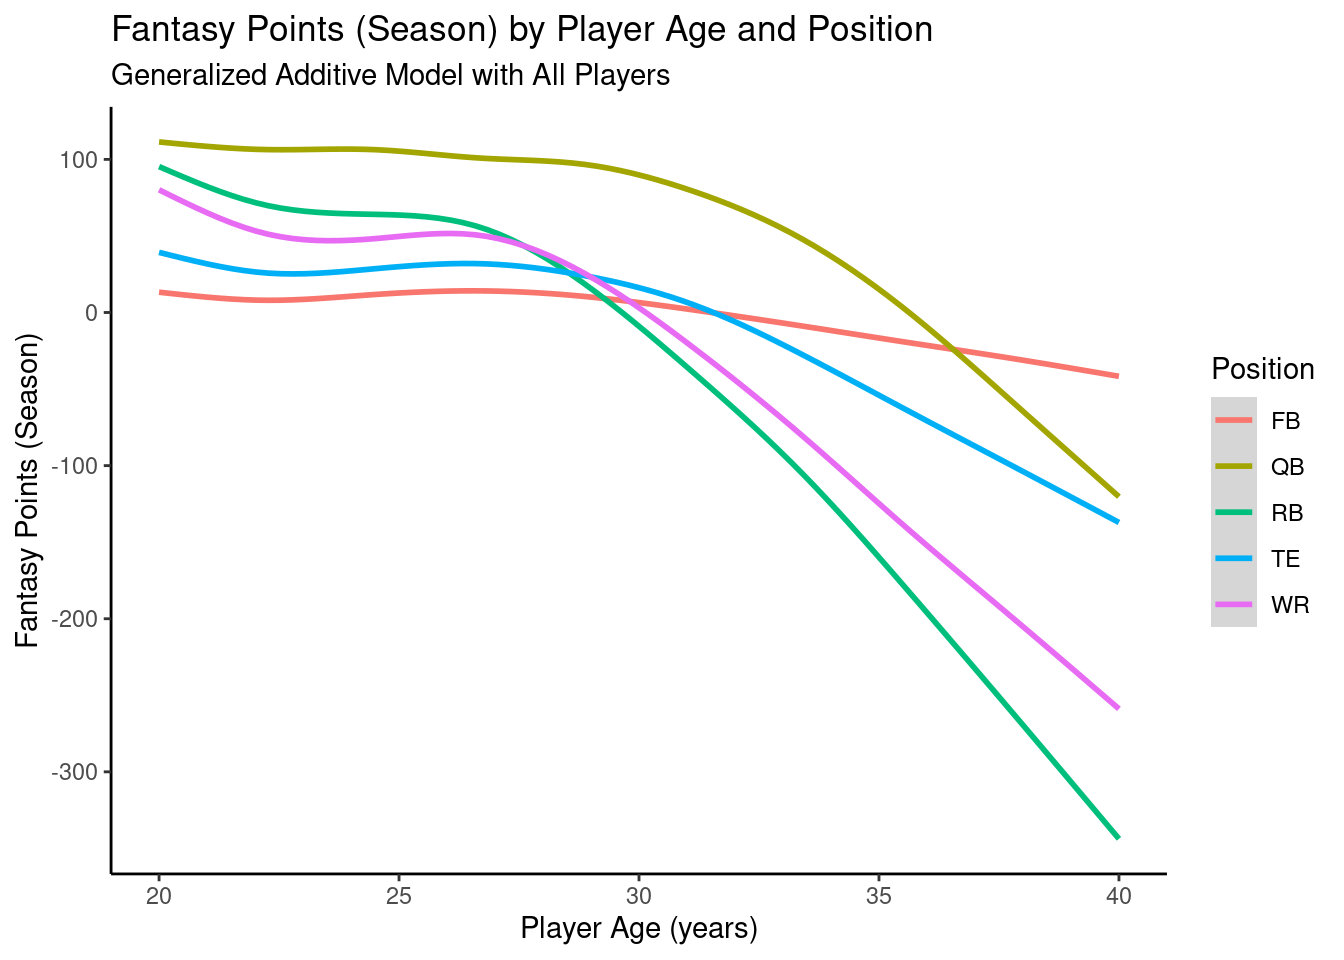 Fantasy Points (Season) by Player Age and Position
Generalized Additive Model with All Players
Fantasy Points (Season)
100
0
-100
-200
-300
20
25
30
35
40
Player Age (years)
Position
FB
QB
RB
TE
WR